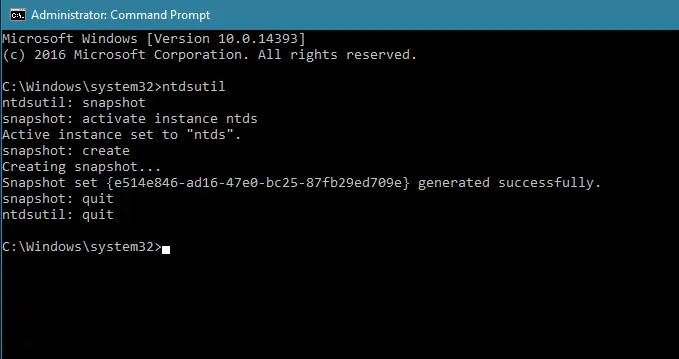 Administrator: Command Prompt
Microsoft Windows [Version 10.0.14393]
(c) 2016 Microsoft Corporation. All rights reserved.
C:\Windows\system32>ntdsutil
ntdsutil: snapshot
snapshot: activate instance ntds
Active instance set to "ntds".
snapshot: create
Creating snapshot...
Snapshot set {e514e846-ad16-47e0-bc25-87fb29ed709e} generated successfully.
snapshot: quit
ntdsutil: quit
C:\Windows\system32>